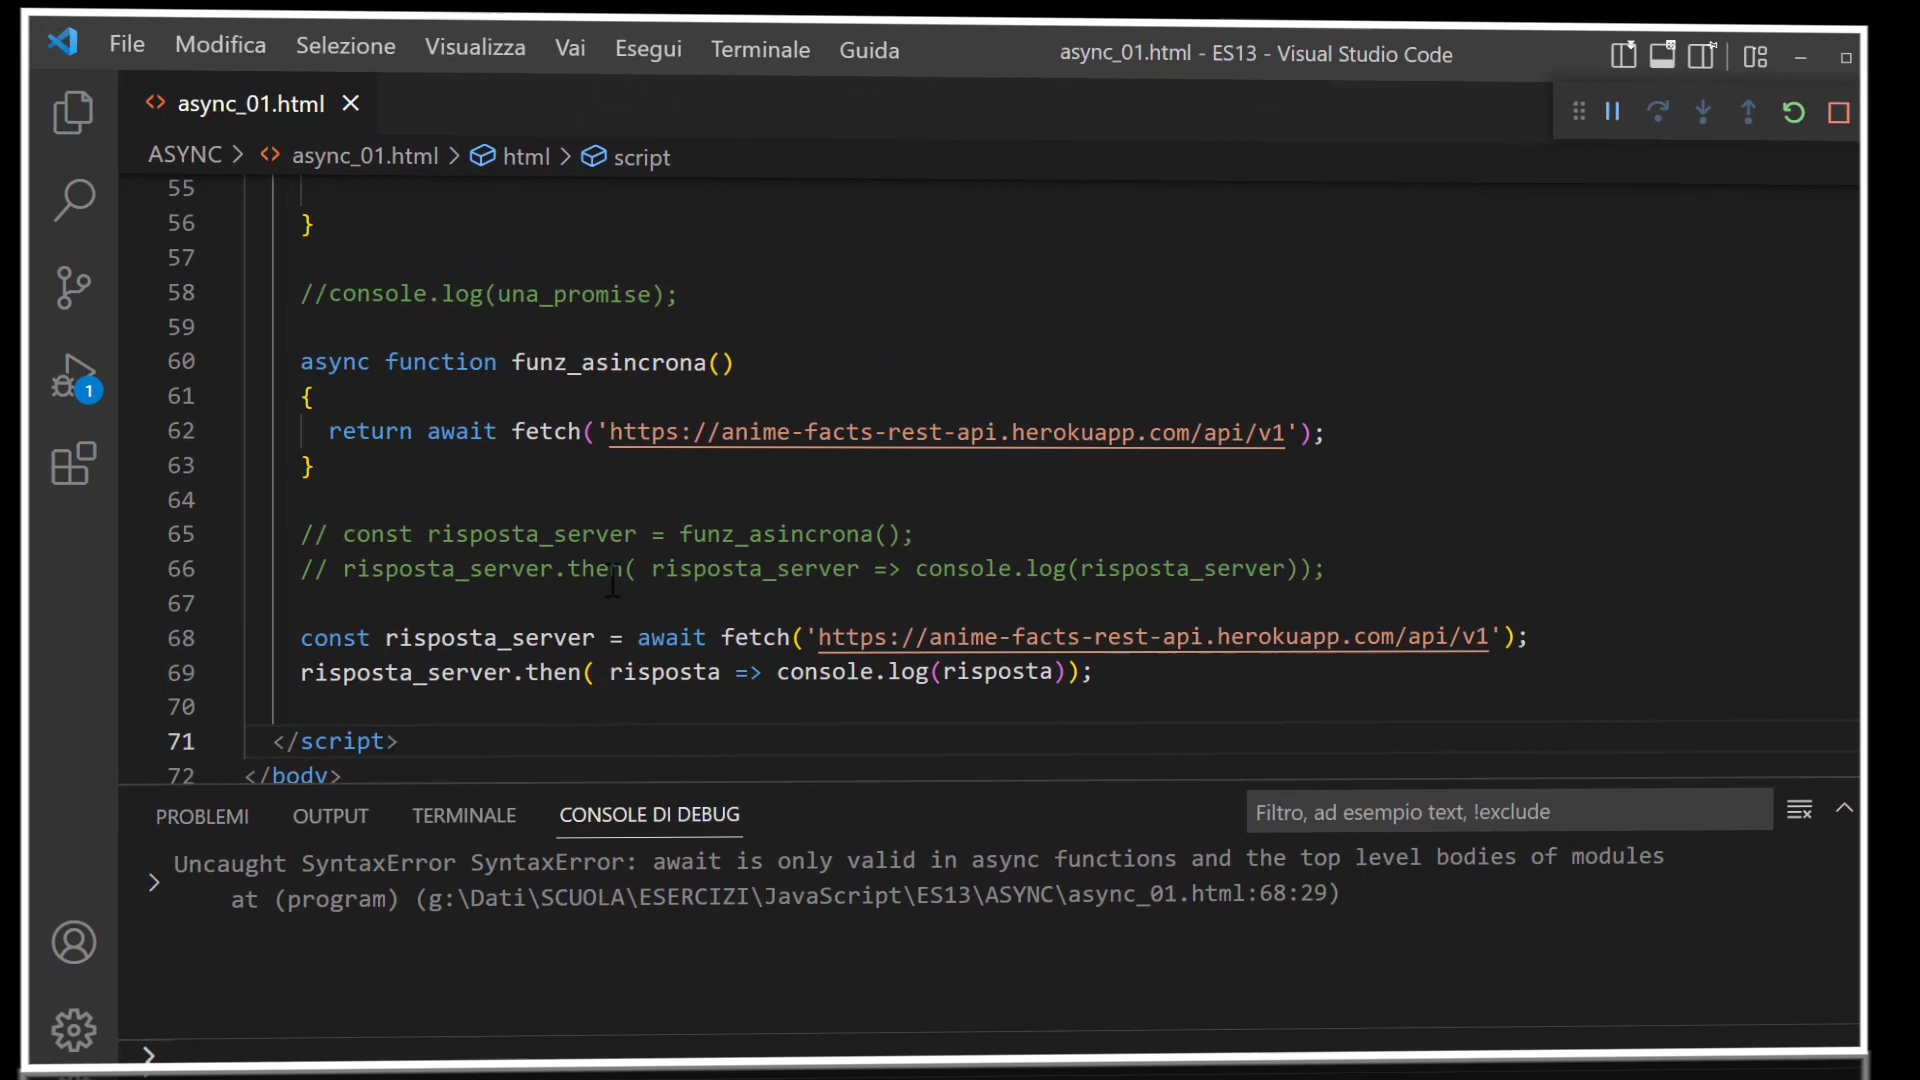 File Modifica Selezione Visualizza Vai Esegui Terminale Guida async_01.html - ES13 - Visual Studio Code
async_01.html
ASYNC > async_01.html > html > script
55
56 }
57
58 //console.log(una_promise);
59
60 async function funz_asincrona()
61 {
62 return await fetch('https://anime-facts-rest-api.herokuapp.com/api/v1');
63 }
64
65 // const risposta_server = funz_asincrona();
66 // risposta_server.then( risposta_server => console.log(risposta_server));
67
68 const risposta_server = await fetch('https://anime-facts-rest-api.herokuapp.com/api/v1');
69 risposta_server.then( risposta => console.log(risposta));
70
71 </script>
72 </body>
PROBLEMI OUTPUT TERMINALE CONSOLE DI DEBUG Filtro, ad esempio text, !exclude
Uncaught SyntaxError SyntaxError: await is only valid in async functions and the top level bodies of modules
at (program) (g:\Dati\SCUOLA\ESERCIZI\JavaScript\ES13\ASYNC\async_01.html:68:29)
1